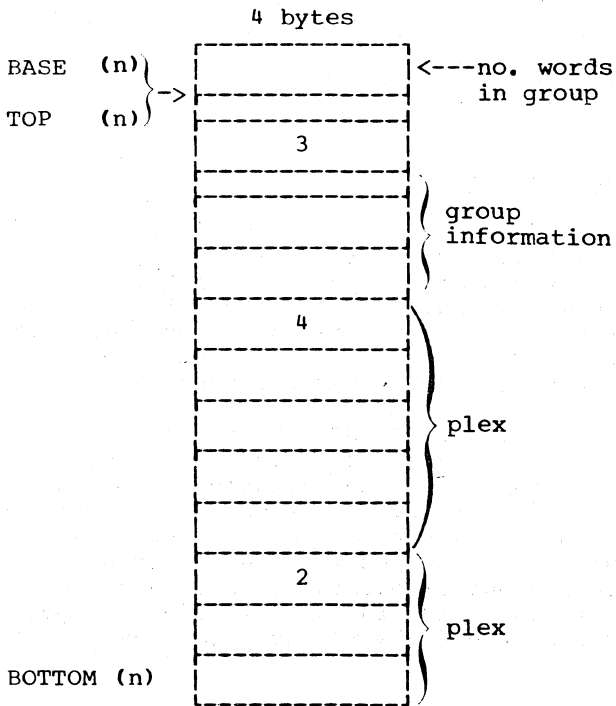 4 bytes
BASE (n)
<---no. words
in group
->
TOP (n)
3
group
information
4
plex
2
plex
BOTTOM (n)